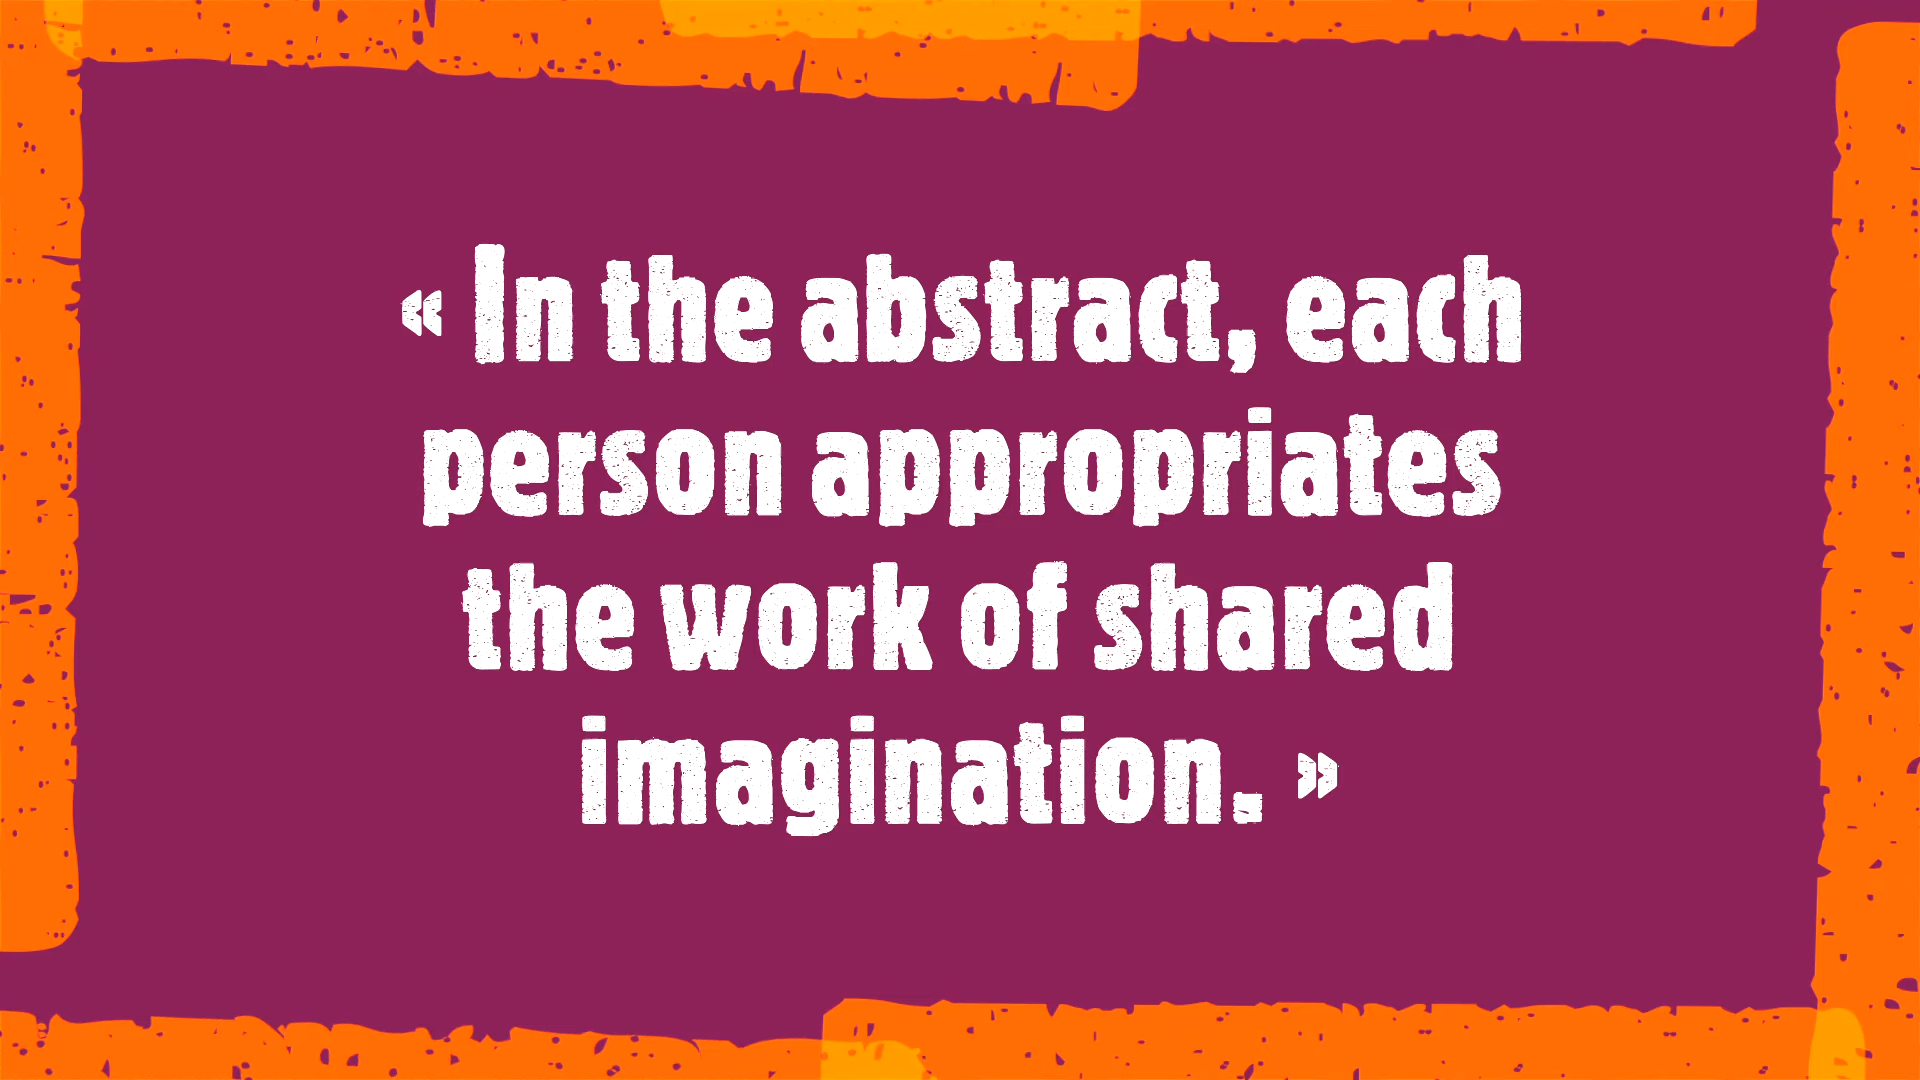 « In the abstract, each
person appropriates
the work of shared
imagination. »